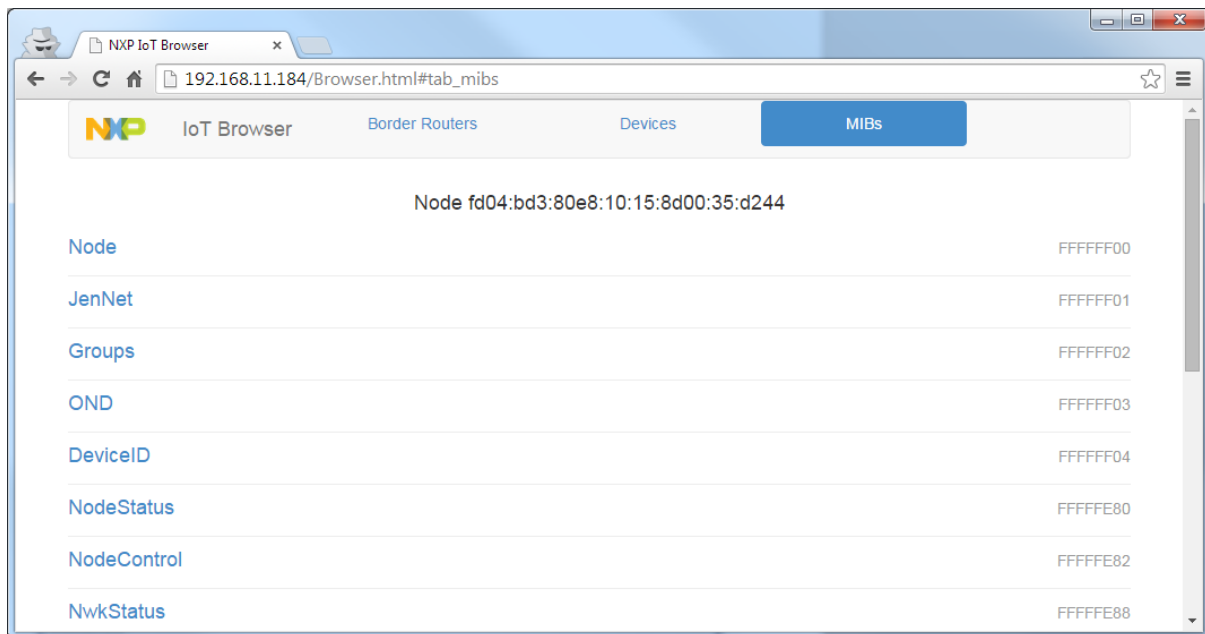 NXP IoT Browser
192.168.11.184/Browser.html#tab_mibs
NXP IoT Browser Border Routers Devices MIBs
Node fd04:bd3:80e8:10:15:8d00:35:d244
Node FFFFFF00
JenNet FFFFFF01
Groups FFFFFF02
OND FFFFFF03
DeviceID FFFFFF04
NodeStatus FFFFFE80
NodeControl FFFFFE82
NwkStatus FFFFFE88